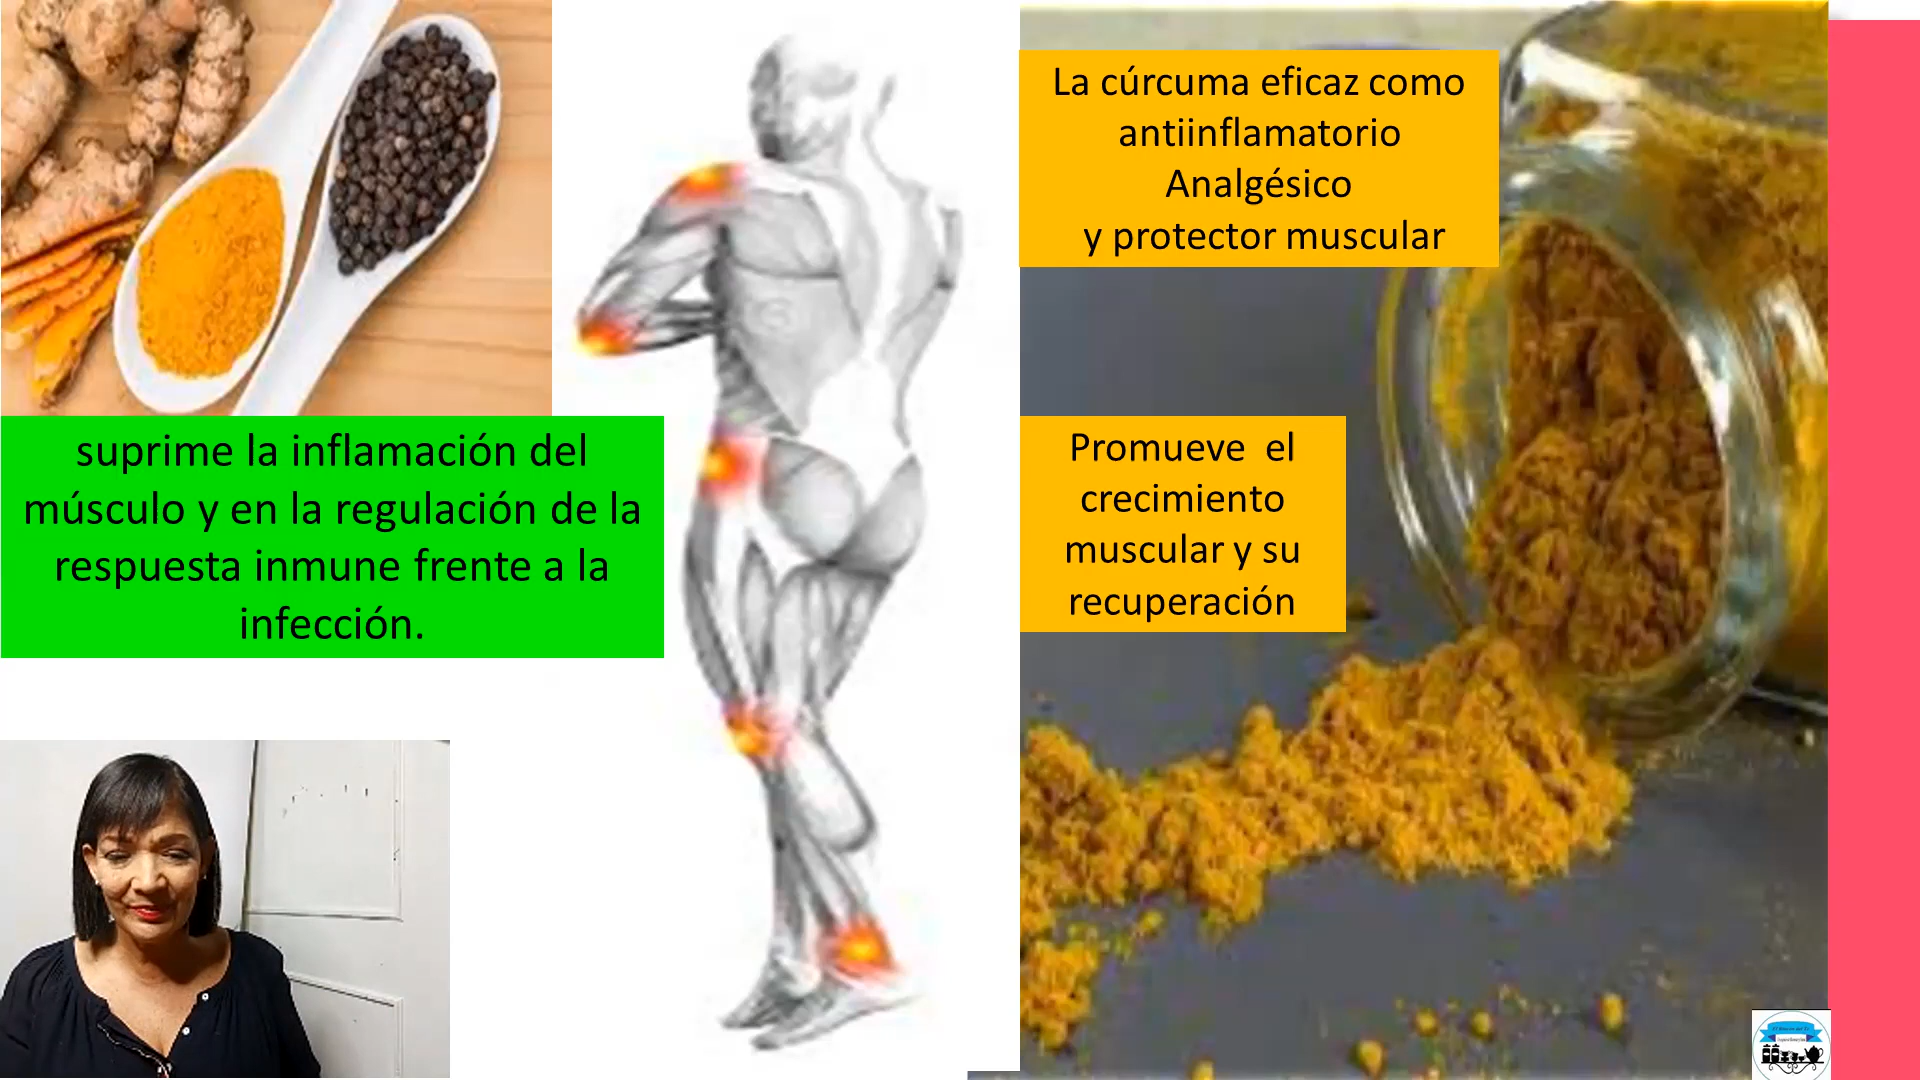 La cúrcuma eficaz como
antiinflamatorio
Analgésico
y protector muscular
suprime la inflamación del
músculo y en la regulación de la
respuesta inmune frente a la
infección.
Promueve el
crecimiento
muscular y su
recuperación